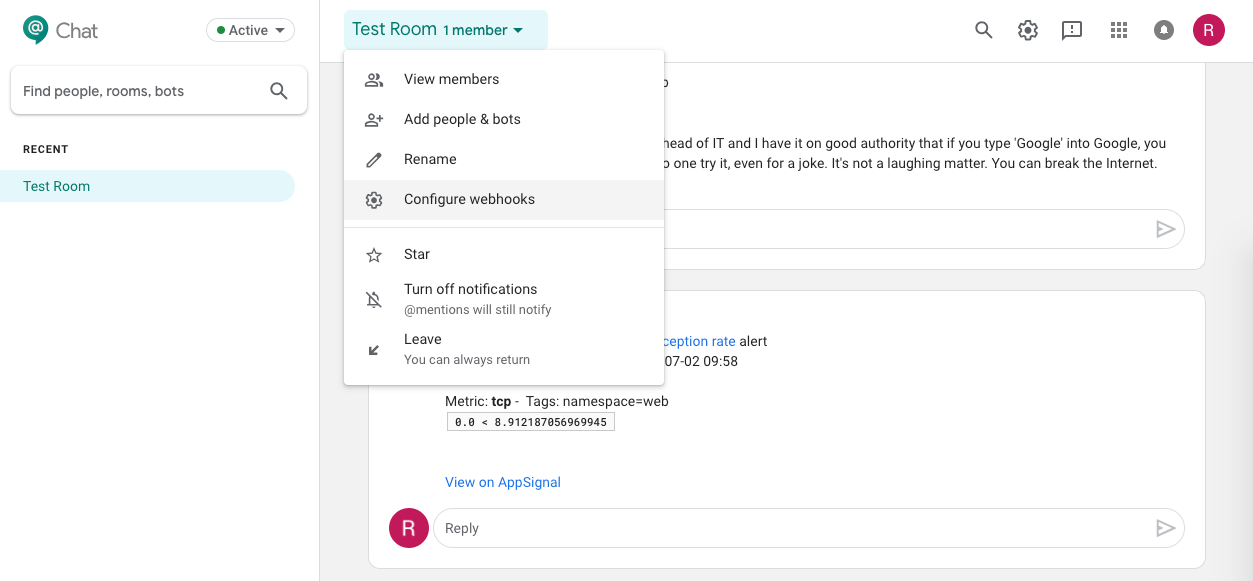 Chat
Active
Find people, rooms, bots
RECENT
Test Room
Test Room 1 member
R
View members
Add people & bots
Rename
Configure webhooks
Star
Turn off notifications
@mentions will still notify
Leave
You can always return
head of IT and I have it on good authority that if you type 'Google' into Google, you
one try it, even for a joke. It's not a laughing matter. You can break the Internet.
ception rate alert
07-02 09:58
Metric: tcp - Tags: namespace=web
0.0 < 8.912187056969945
View on AppSignal
R
Reply